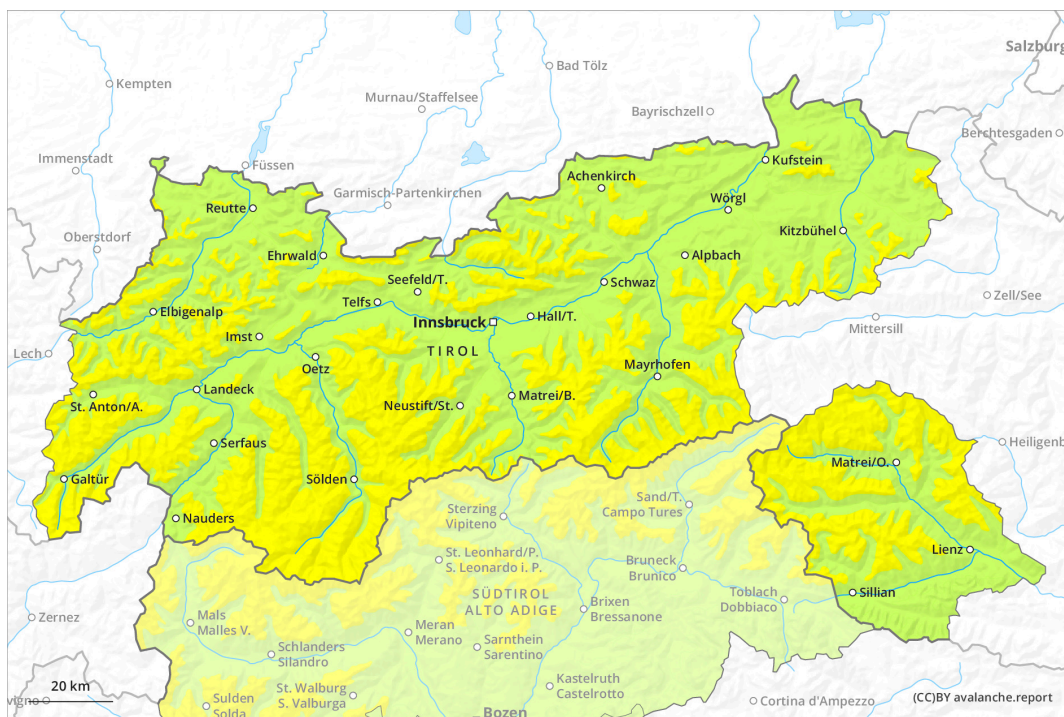 Salzburg
Bad Tölz
Kempten
Murnau/Staffelsee
Bayrischzell
Berchtesgaden
Immenstadt
Füssen
Kufstein
Achenkirch
Garmisch-Partenkirchen
Wörgl
Reutte
Oberstdorf
Kitzbühel
Ehrwald
Alpbach
Seefeld/T.
Schwaz
Zell/See
Telfs
Elbigenalp
Hall/T.
Innsbruck
Mittersill
Imst
Lech
TIROL
Oetz
Mayrhofen
Landeck
St. Anton/A.
Neustift/St.
Matrei/B.
Serfaus
Heiligenb
Matrei/O.
Galtür
Sölden
Sand/T.
Campo Tures
Sterzing
Vipiteno
Nauders
Lienz
St. Leonhard/P.
S. Leonardo i. P.
Bruneck
Brunico
Sillian
SÜDTIROL
ALTO ADIGE
Toblach
Dobbiaco
Brixen
Bressanone
Zernez
Mals
Malles V.
Meran
Merano
Sarnthein
Sarentino
Schlanders
Silandro
Kastelruth
Castelrotto
20 km
St. Walburg
S. Valburga
Sulden
Solda
vigno
Cortina d'Ampezzo
(CC)BY avalanche.report
Bozen